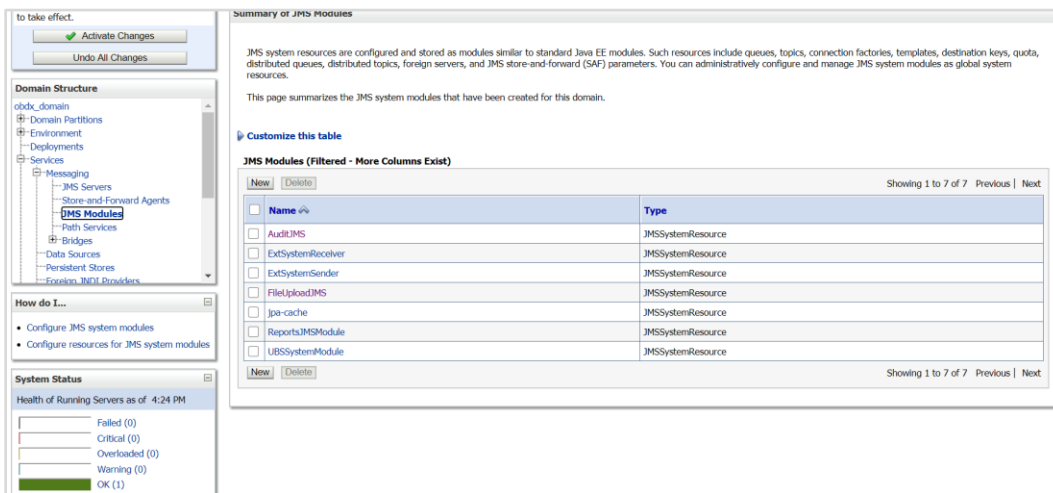 to take effect.
Activate Changes
Undo All Changes
Domain Structure
obdx_domain
Domain Partitions
Environment
Deployments
Services
Messaging
JMS Servers
Store-and-Forward Agents
JMS Modules
Path Services
Bridges
Data Sources
Persistent Stores
Foreign JNDI Providers
How do I...
Configure JMS system modules
Configure resources for JMS system modules
System Status
Health of Running Servers as of 4:24 PM
Failed (0)
Critical (0)
Overloaded (0)
Warning (0)
OK (1)
Summary of JMS Modules
JMS system resources are configured and stored as modules similar to standard Java EE modules. Such resources include queues, topics, connection factories, templates, destination keys, quota,
distributed queues, distributed topics, foreign servers, and JMS store-and-forward (SAF) parameters. You can administratively configure and manage JMS system modules as global system
resources.
This page summarizes the JMS system modules that have been created for this domain.
Customize this table
JMS Modules (Filtered - More Columns Exist)
New Delete Showing 1 to 7 of 7 Previous | Next
Name Type
AuditJMS JMSSystemResource
ExtSystemReceiver JMSSystemResource
ExtSystemSender JMSSystemResource
FileUploadJMS JMSSystemResource
jpa-cache JMSSystemResource
ReportsJMSModule JMSSystemResource
UBSSystemModule JMSSystemResource
New Delete Showing 1 to 7 of 7 Previous | Next